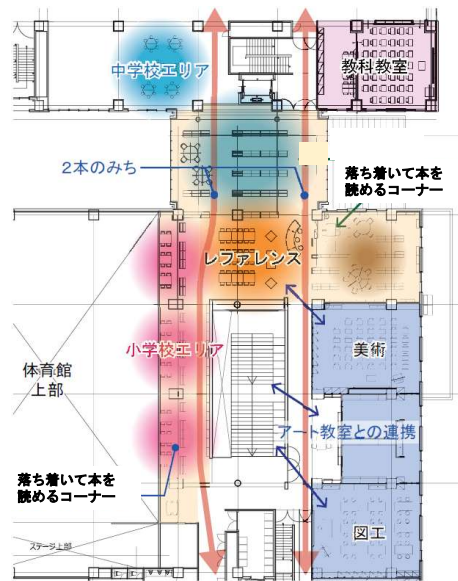 中学校エリア
教科教室
2本のみち
落ち着いて本を
読めるコーナー
レファレンス
小学校エリア
美術
体育館
上部
アート教室との連携
落ち着いて本を
読めるコーナー
図工
ステージ上部